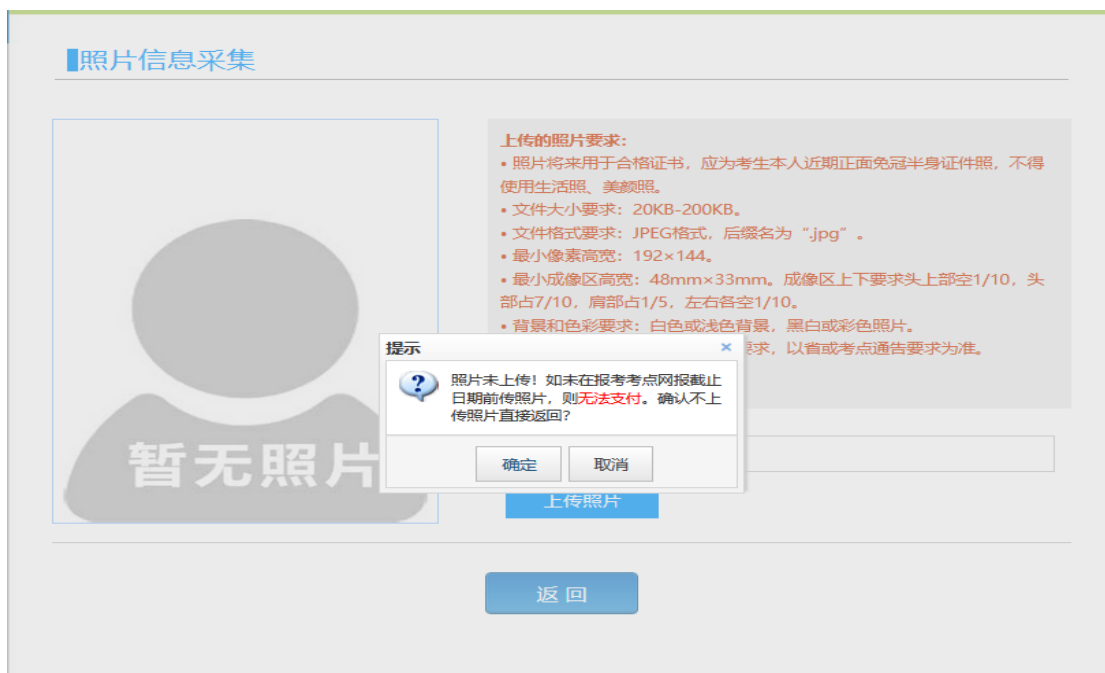 照片信息采集
上传的照片要求：
• 照片将来用于合格证书，应为考生本人近期正面免冠半身证件照，不得
使用生活照、美颜照。
• 文件大小要求：20KB-200KB。
• 文件格式要求：JPEG格式，后缀名为“.jpg”。
• 最小像素高宽：192×144。
• 最小成像区高宽：48mm×33mm。成像区上下要求头上部空1/10，头
部占7/10，肩部占1/5，左右各空1/10。
• 背景和色彩要求：白色或浅色背景，黑白或彩色照片。
要求，以省或考点通告要求为准。
提示
×
照片未上传！如未在报考考点网报截止
日期前传照片，则无法支付。确认不上
传照片直接返回？
确定
取消
暂无照片
上传照片
返 回